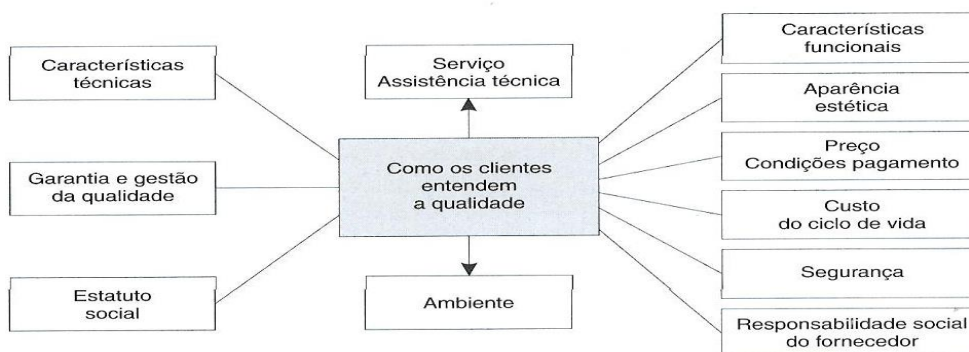 Características
técnicas
Garantia e gestão
da qualidade
Estatuto
social
Serviço
Assistência técnica
Como os clientes
entendem
a qualidade
Ambiente
Características
funcionais
Aparência
estética
Preço
Condições pagamento
Custo
do ciclo de vida
Segurança
Responsabilidade social
do fornecedor